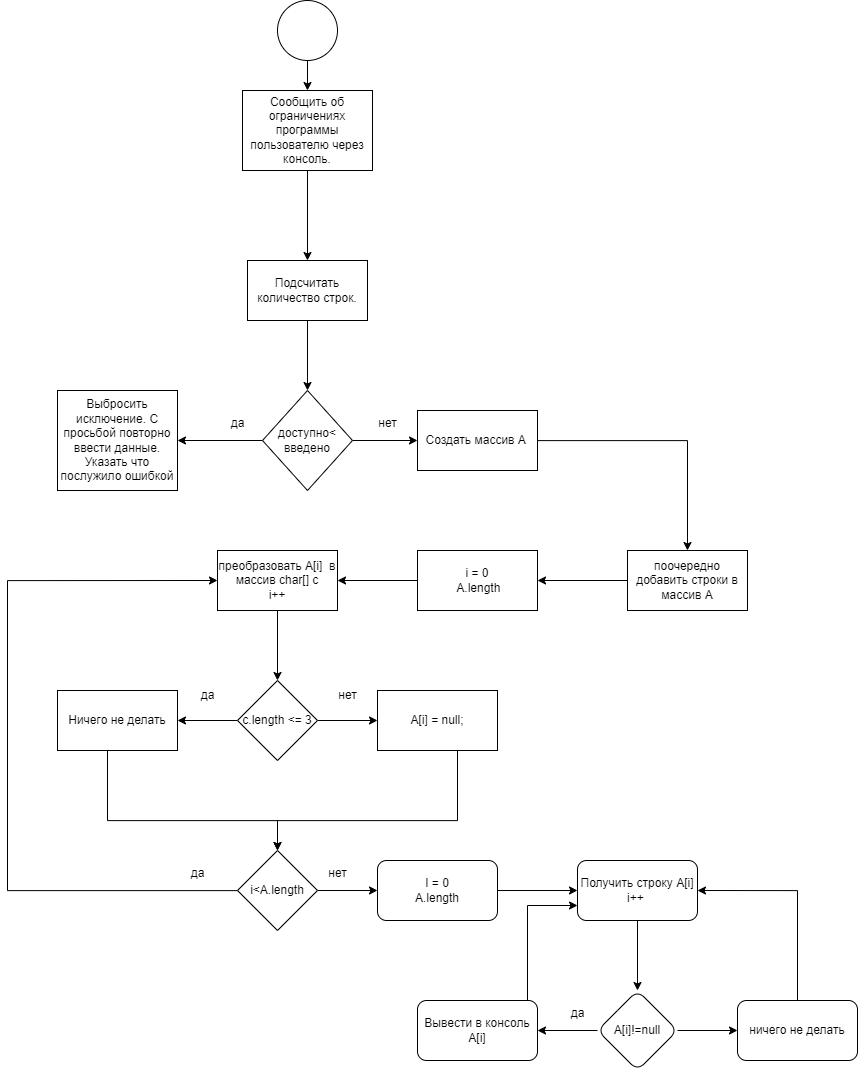 Сообщить об
ограничениях
программы
пользователю через
консоль.
Подсчитать
количество строк.
Выбросить
исключение. С
просьбой повторно
ввести данные.
Указать что
послужило ошибкой
да
доступно<
введено
нет
Создать массив А
преобразовать A[i] в
массив char[] c
i++
i = 0
A.length
поочередно
добавить строки в
массив А
Ничего не делать
да
c.length <= 3
нет
A[i] = null;
да
i<A.length
нет
I = 0
A.length
Получить строку A[i]
i++
Вывести в консоль
A[i]
да
A[i]!=null
ничего не делать